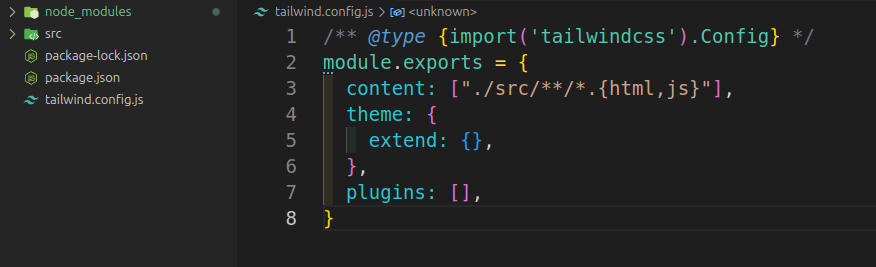 node_modules
src
package-lock.json
package.json
tailwind.config.js
tailwind.config.js > <unknown>
1 /** @type {import('tailwindcss').Config} */
2 module.exports = {
3 content: ["./src/**/*.{html,js}"],
4 theme: {
5 extend: {},
6 },
7 plugins: [],
8 }